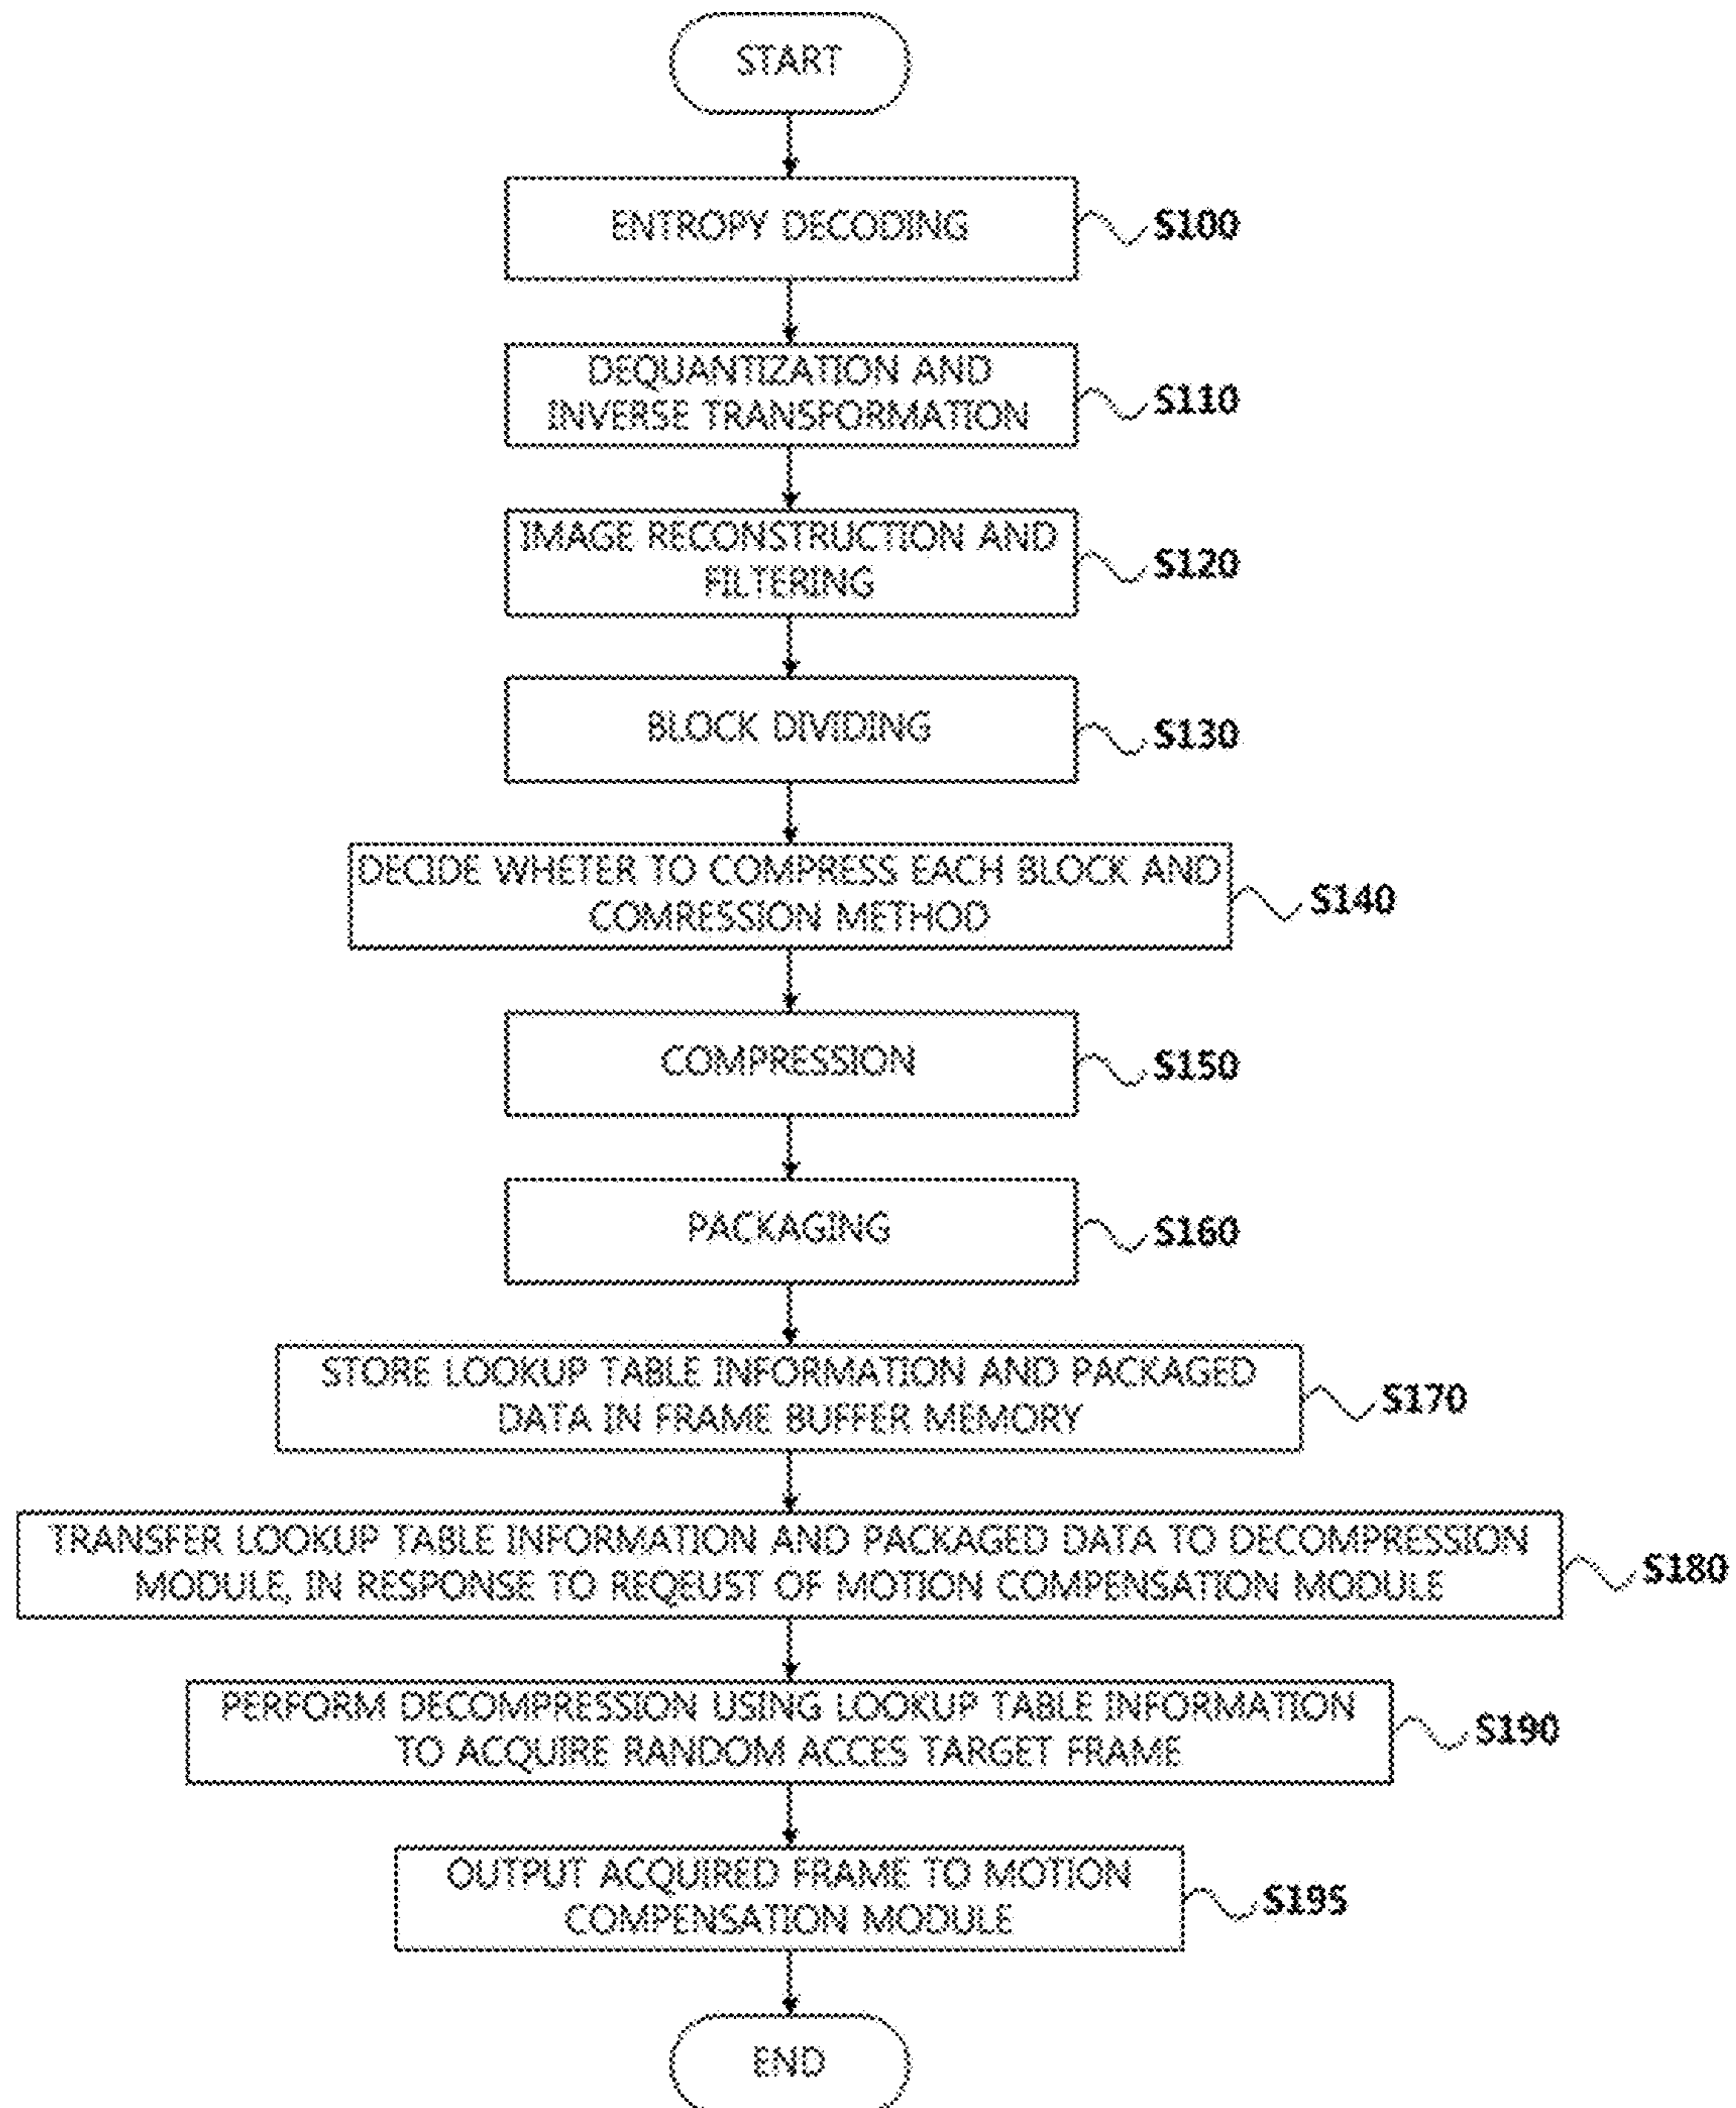 START
ENTROPY DECODING
S100
DEQUANTIZATION AND
INVERSE TRANSFORMATION
S110
IMAGE RECONSTRUCTION AND
FILTERING
S120
BLOCK DIVIDING
S130
DECIDE WHETER TO COMPRESS EACH BLOCK AND
COMRESSION METHOD
S140
COMPRESSION
S150
PACKAGING
S160
STORE LOOKUP TABLE INFORMATION AND PACKAGED
DATA IN FRAME BUFFER MEMORY
S170
TRANSFER LOOKUP TABLE INFORMATION AND PACKAGED DATA TO DECOMPRESSION
MODULE, IN RESPONSE TO REQEUST OF MOTION COMPENSATION MODULE
S180
PERFORM DECOMPRESSION USING LOOKUP TABLE INFORMATION
TO ACQUIRE RANDOM ACCES TARGET FRAME
S190
OUTPUT ACQUIRED FRAME TO MOTION
COMPENSATION MODULE
S195
END